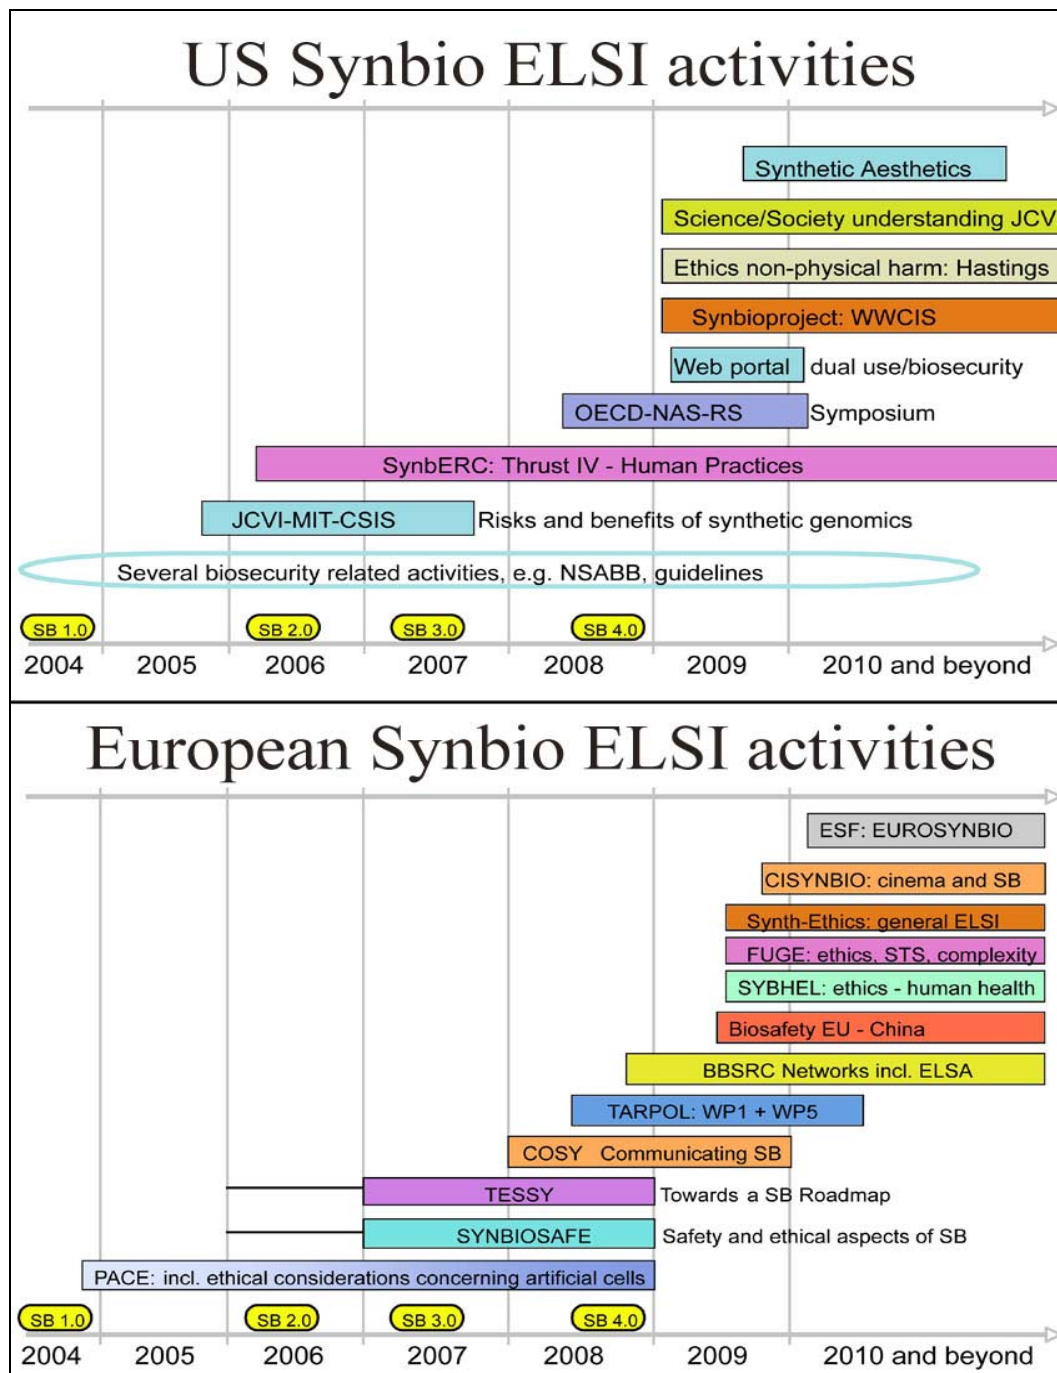 US Synbio ELSI activities
Synthetic Aesthetics
Science/Society understanding JCV
Ethics non-physical harm: Hastings
Synbioproject: WWCIS
Web portal dual use/biosecurity
OECD-NAS-RS Symposium
SynbERC: Thrust IV - Human Practices
JCVI-MIT-CSIS Risks and benefits of synthetic genomics
Several biosecurity related activities, e.g. NSABB, guidelines
SB 1.0 SB 2.0 SB 3.0 SB 4.0
2004 2005 2006 2007 2008 2009 2010 and beyond
European Synbio ELSI activities
ESF: EUROSYNBIO
CISYNBIO: cinema and SB
Synth-Ethics: general ELSI
FUGE: ethics, STS, complexity
SYBHEL: ethics - human health
Biosafety EU - China
BBSRC Networks incl. ELSA
TARPOL: WP1 + WP5
COSY Communicating SB
TESSY Towards a SB Roadmap
SYNBIOSAFE Safety and ethical aspects of SB
PACE: incl. ethical considerations concerning artificial cells
SB 1.0 SB 2.0 SB 3.0 SB 4.0
2004 2005 2006 2007 2008 2009 2010 and beyond